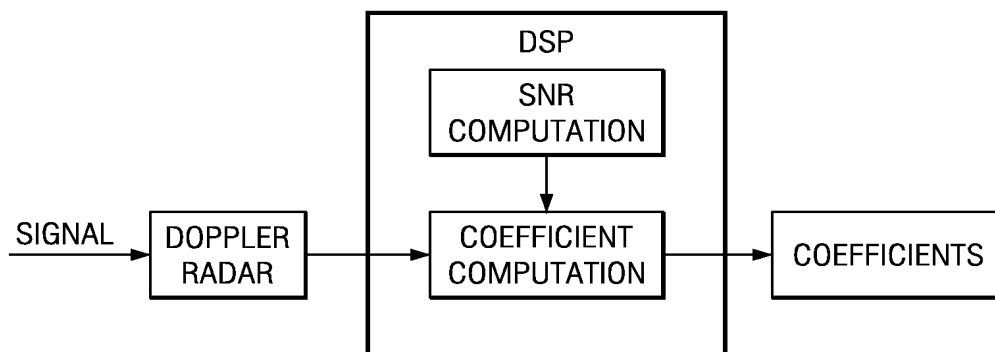 DSP
SNR
COMPUTATION
SIGNAL
DOPPLER
RADAR
COEFFICIENT
COMPUTATION
COEFFICIENTS